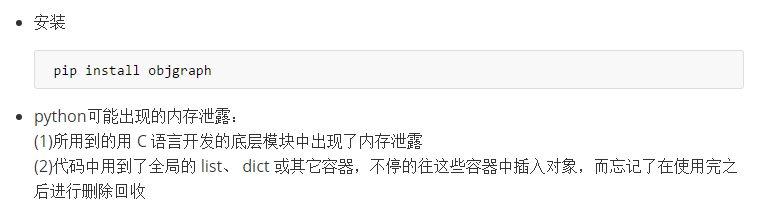 安装
pip install objgraph
python可能出现的内存泄露：
(1)所用到的用 C 语言开发的底层模块中出现了内存泄露
(2)代码中用到了全局的 list、 dict 或其它容器，不停的往这些容器中插入对象，而忘记了在使用完之
后进行删除回收